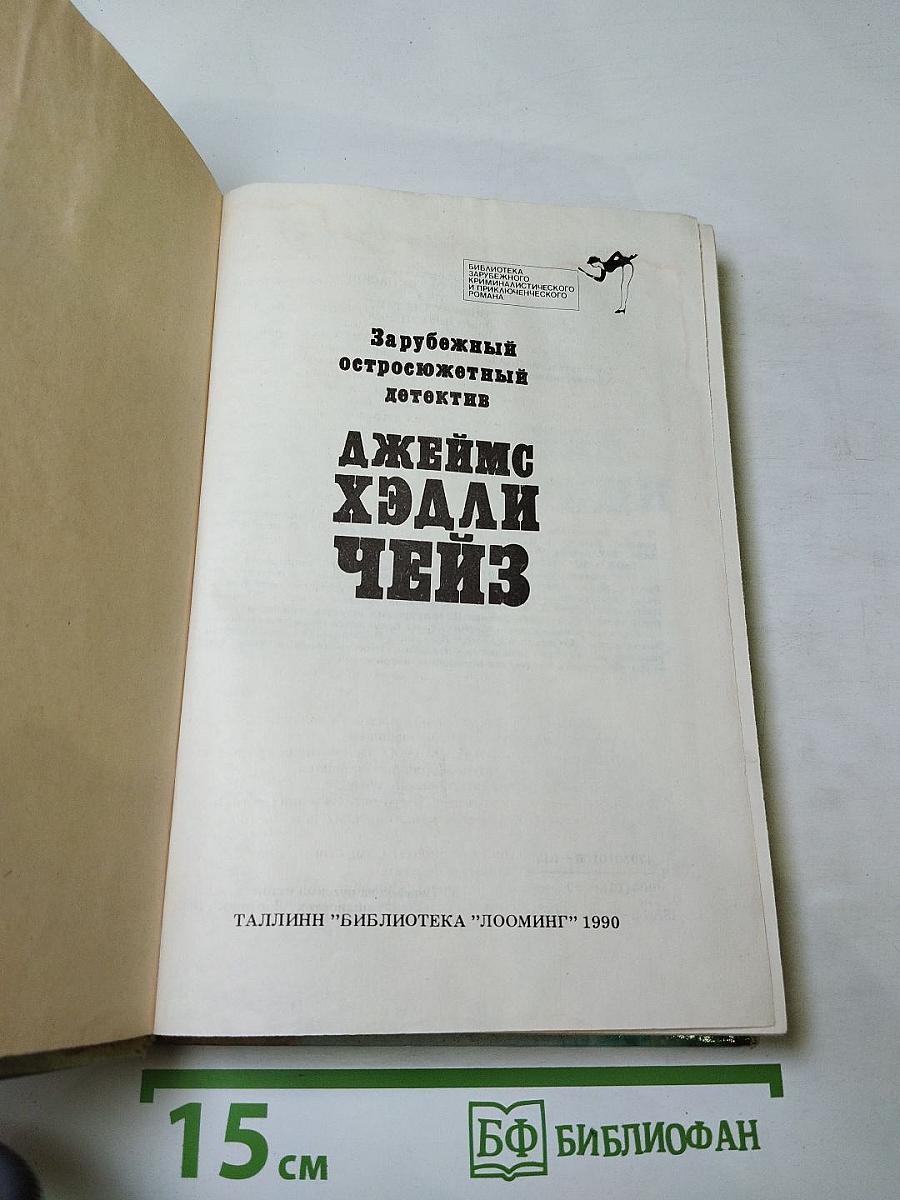 БИБЛИОТЕКА
ЗАРУБЕЖНОГО
КРИМИНАЛИСТИЧЕСКОГО
И ПРИКЛЮЧЕНЧЕСКОГО
РОМАНА
Зарубежный
остросюжетный
детектив
ДЖЕЙМС
ХЭДЛИ
ЧЕЙЗ
ТАЛЛИНН "БИБЛИОТЕКА "ЛООМИНГ" 1990
15 см
БФ БИБЛИОФАН